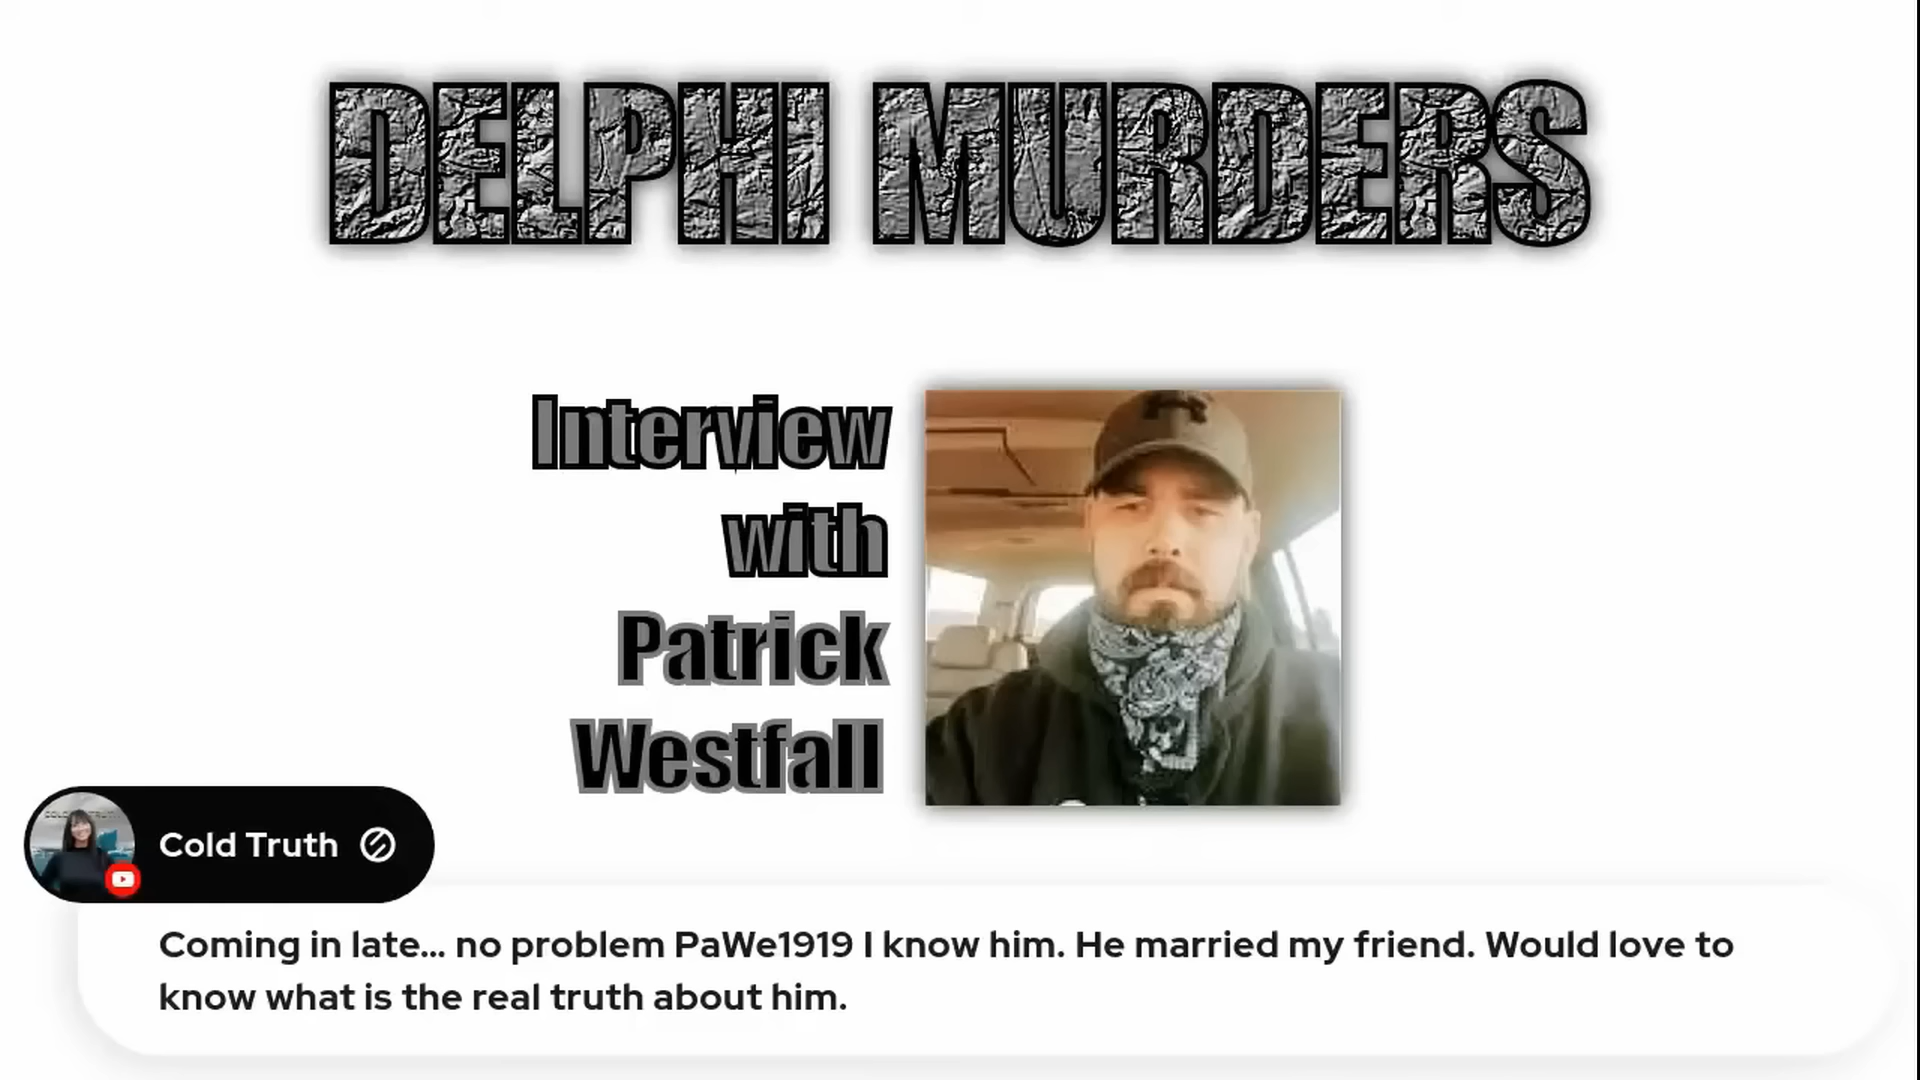 DELPHI MURDERS
Interview
with
Patrick
Westfall
Cold Truth
Coming in late... no problem PaWe1919 I know him. He married my friend. Would love to
know what is the real truth about him.